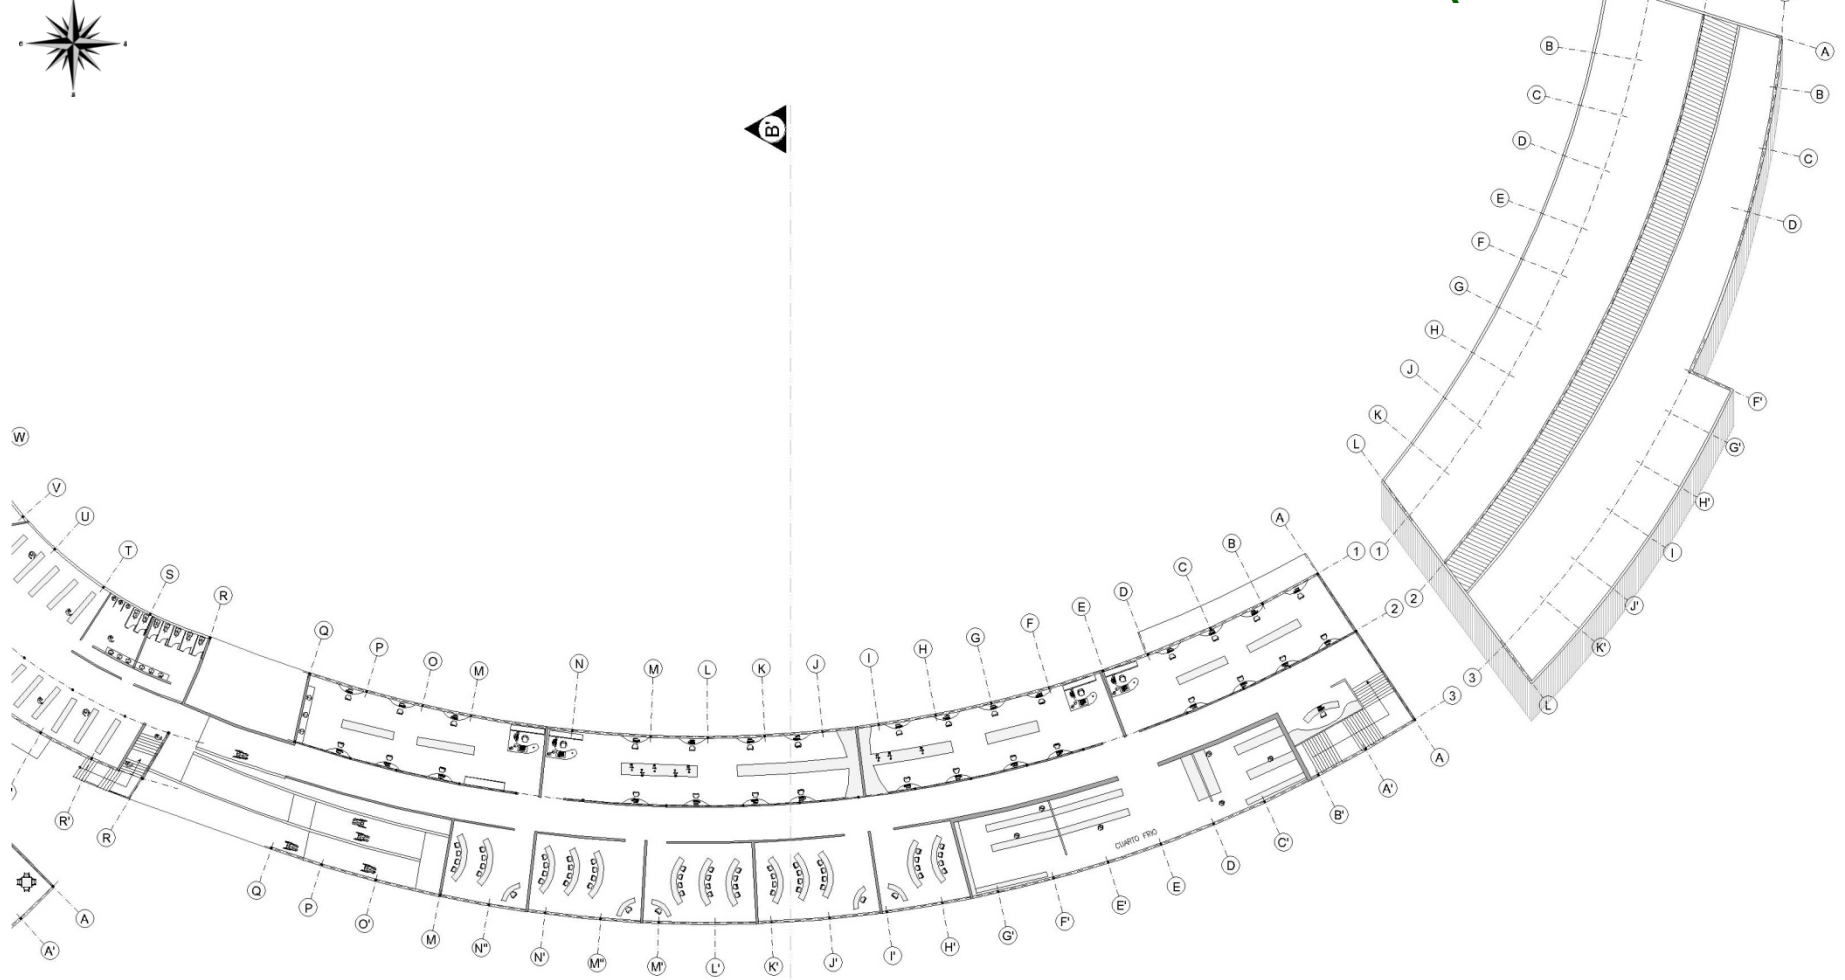 A
B
B
C
C
B'
D
D
E
F
G
H
J
F'
K
W
G'
L
V
H'
U
A
1
1
I
T
B
S
C
R
D
E
2
2
J'
F
Q
P
O
M
N
M
L
K
J
I
H
G
K'
3
3
L
A
A'
B'
R'
R
CUARTO FRIO
C'
D
E
Q
P
O'
M
N''
N'
M''
M'
L'
K'
J'
I'
H'
G'
F'
E'
A
A'